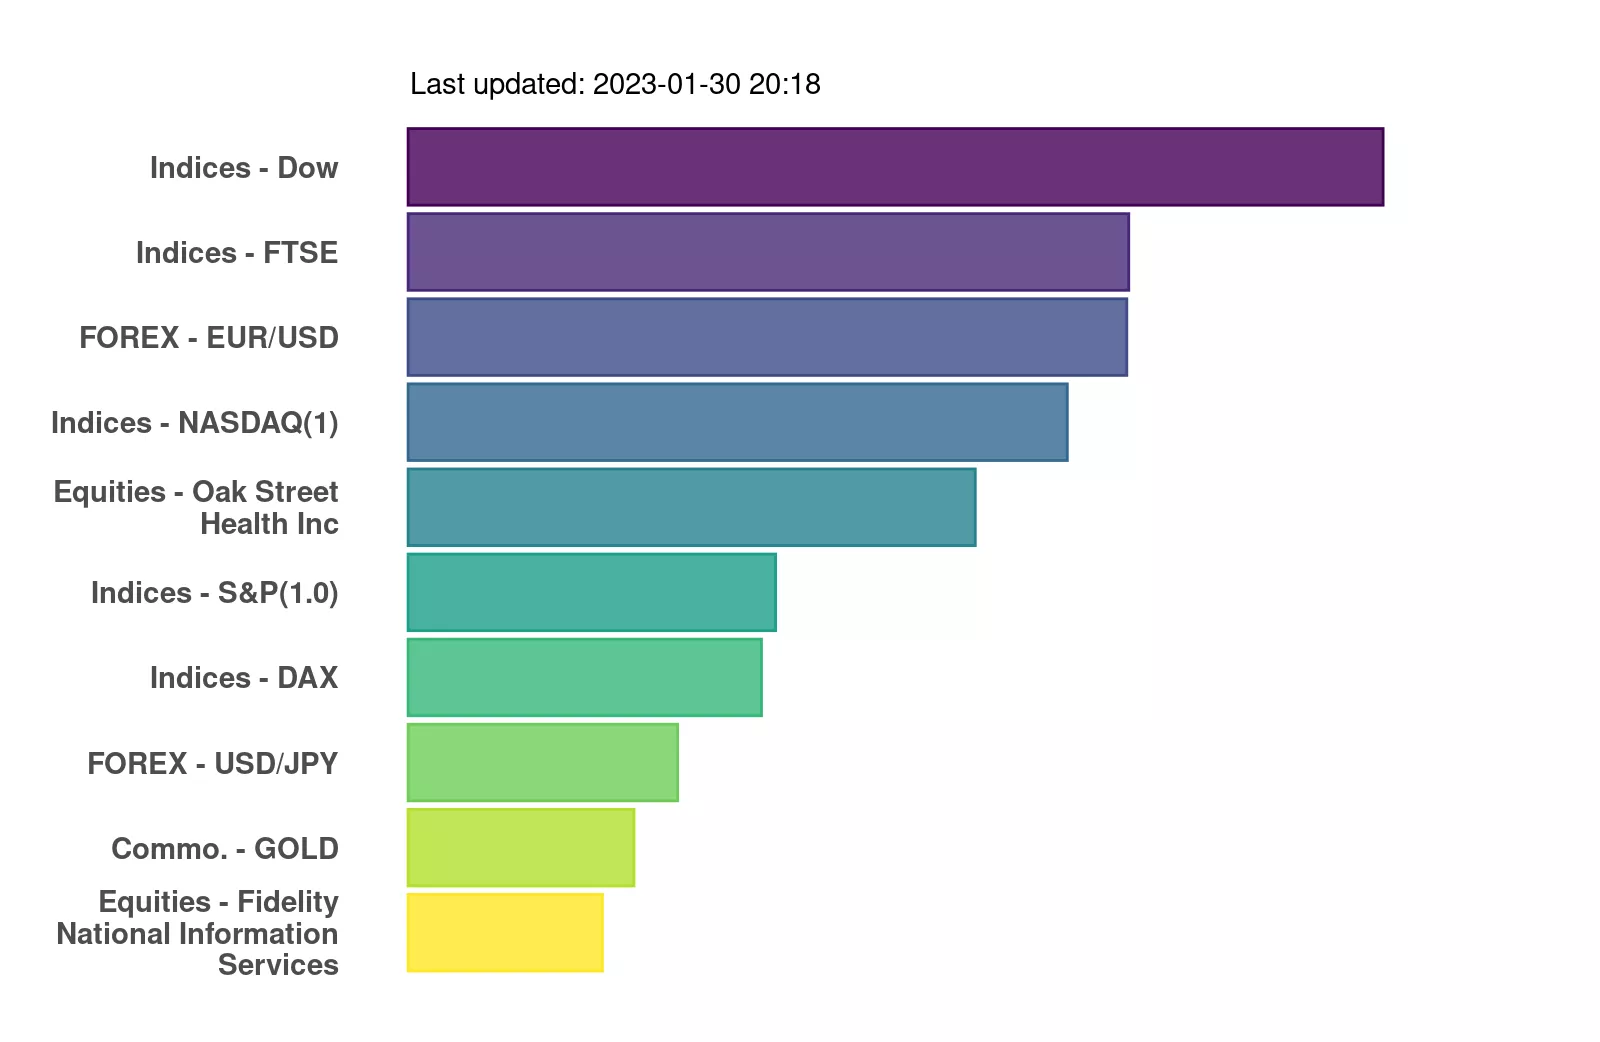 Last updated: 2023-01-30 20:18
Indices - Dow
Indices - FTSE
FOREX - EUR/USD
Indices - NASDAQ(1)
Equities - Oak Street
Health Inc
Indices - S&P(1.0)
Indices - DAX
FOREX - USD/JPY
Commo. - GOLD
Equities - Fidelity
National Information
Services